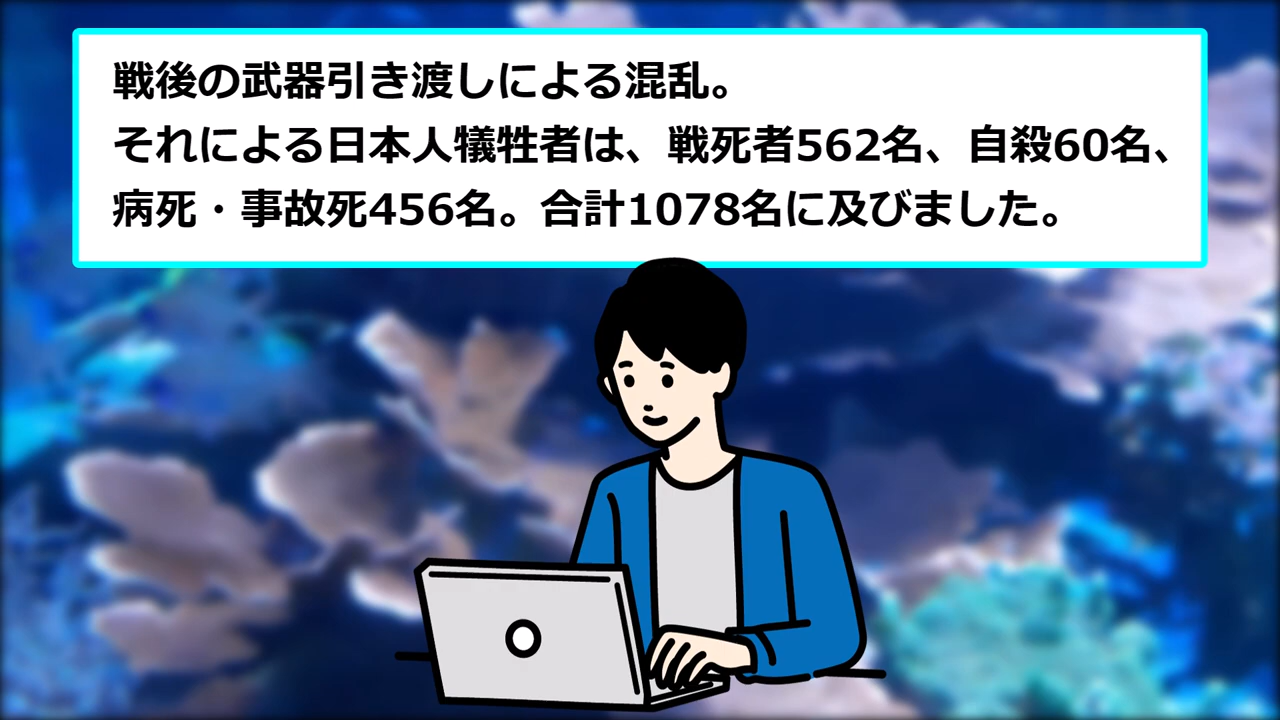 戦後の武器引き渡しによる混乱。
それによる日本人犠牲者は、戦死者562名、自殺60名、
病死・事故死456名。合計1078名に及びました。